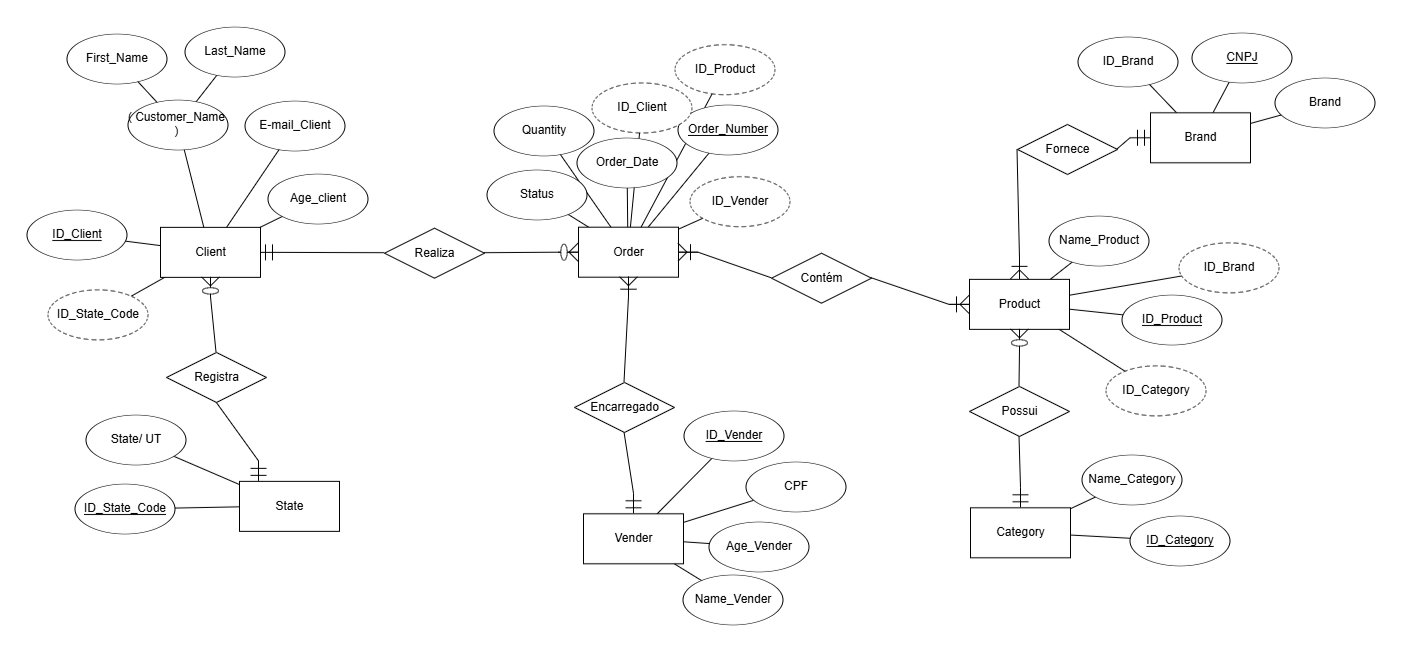 First_Name
Last_Name
( Customer_Name
)
E-mail_Client
Age_client
ID_Client
Client
ID_State_Code
Registra
State/ UT
ID_State_Code
State
Realiza
ID_Product
ID_Client
Quantity
Order_Number
Order_Date
Status
ID_Vender
Order
Contém
Encarregado
ID_Vender
CPF
Vender
Age_Vender
Name_Vender
ID_Brand
CNPJ
Brand
Brand
Fornece
Name_Product
ID_Brand
Product
ID_Product
ID_Category
Possui
Name_Category
Category
ID_Category